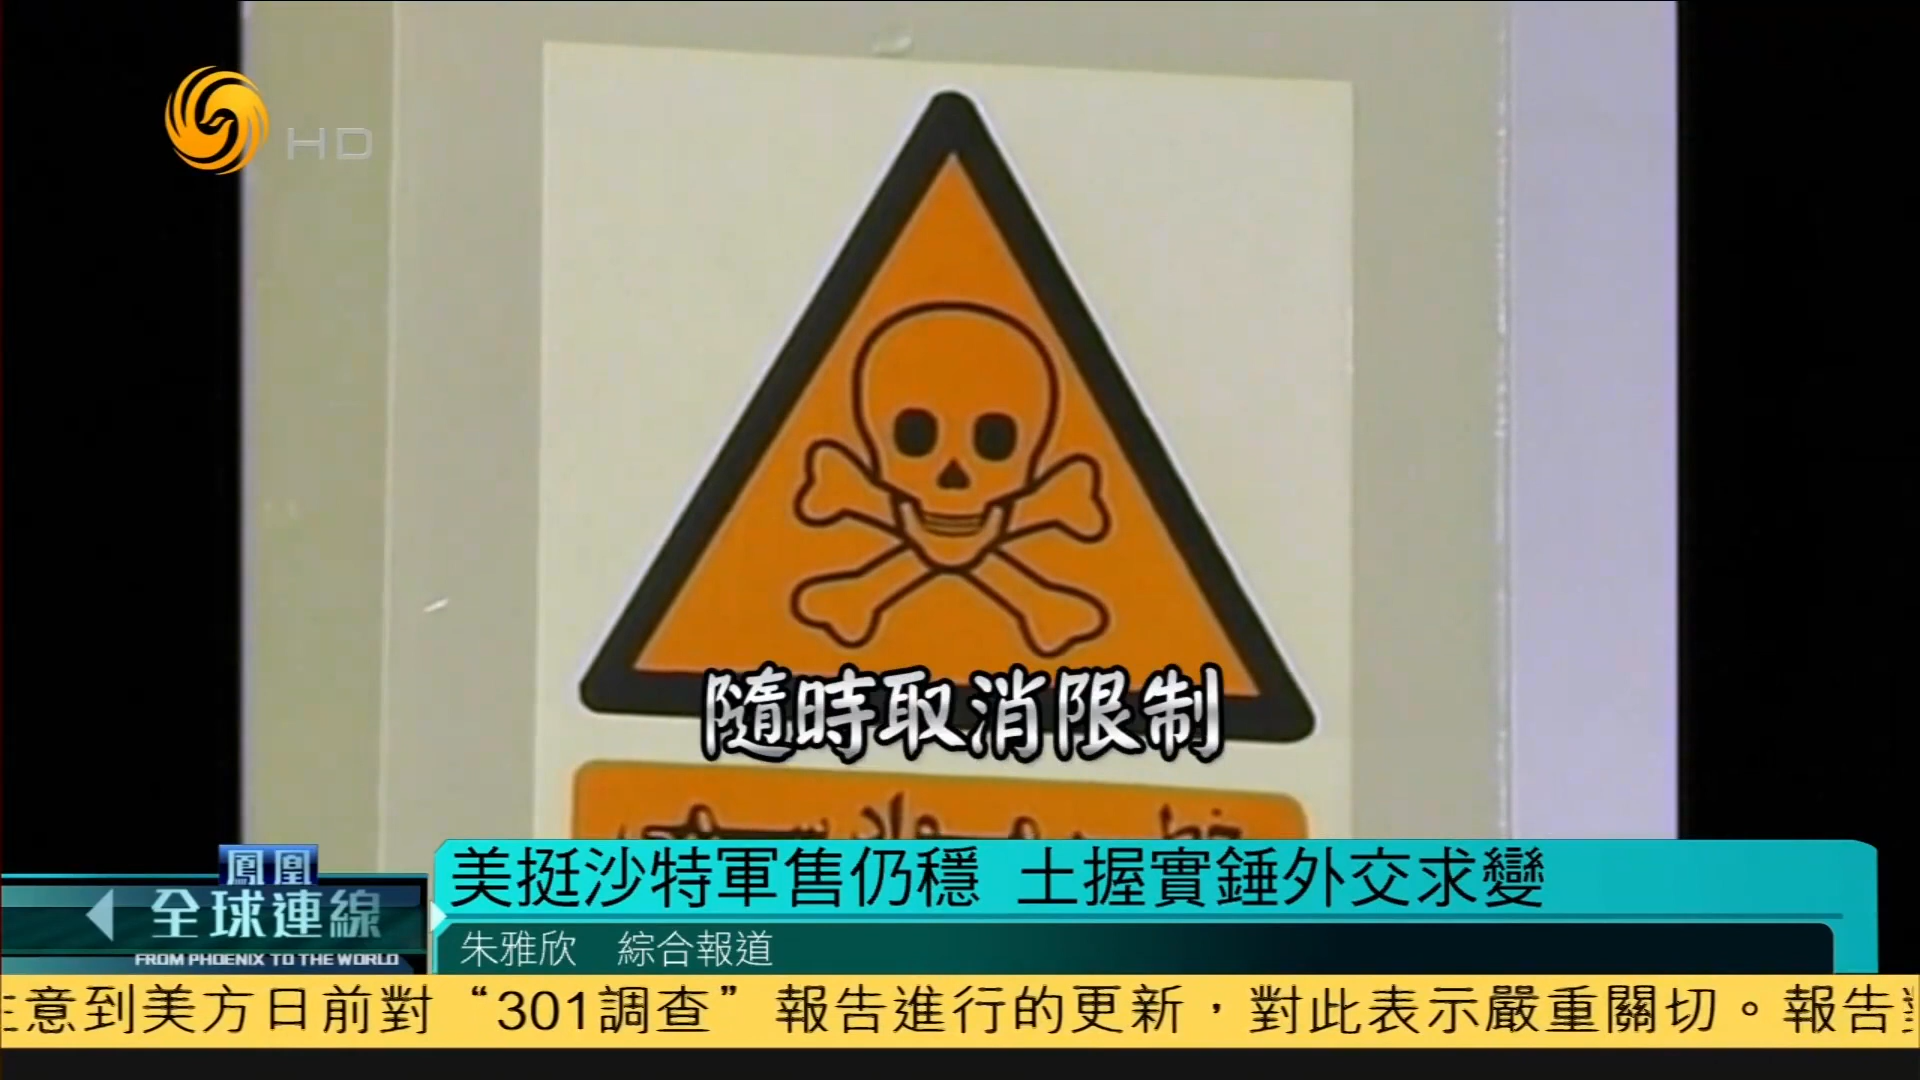 HD
隨時取消限制
鳳凰
全球連線
FROM PHOENIX TO THE WORLD
美挺沙特軍售仍穩 土握實錘外交求變
朱雅欣 綜合報道
意到美方日前對“301調查”報告進行的更新，對此表示嚴重關切。報告